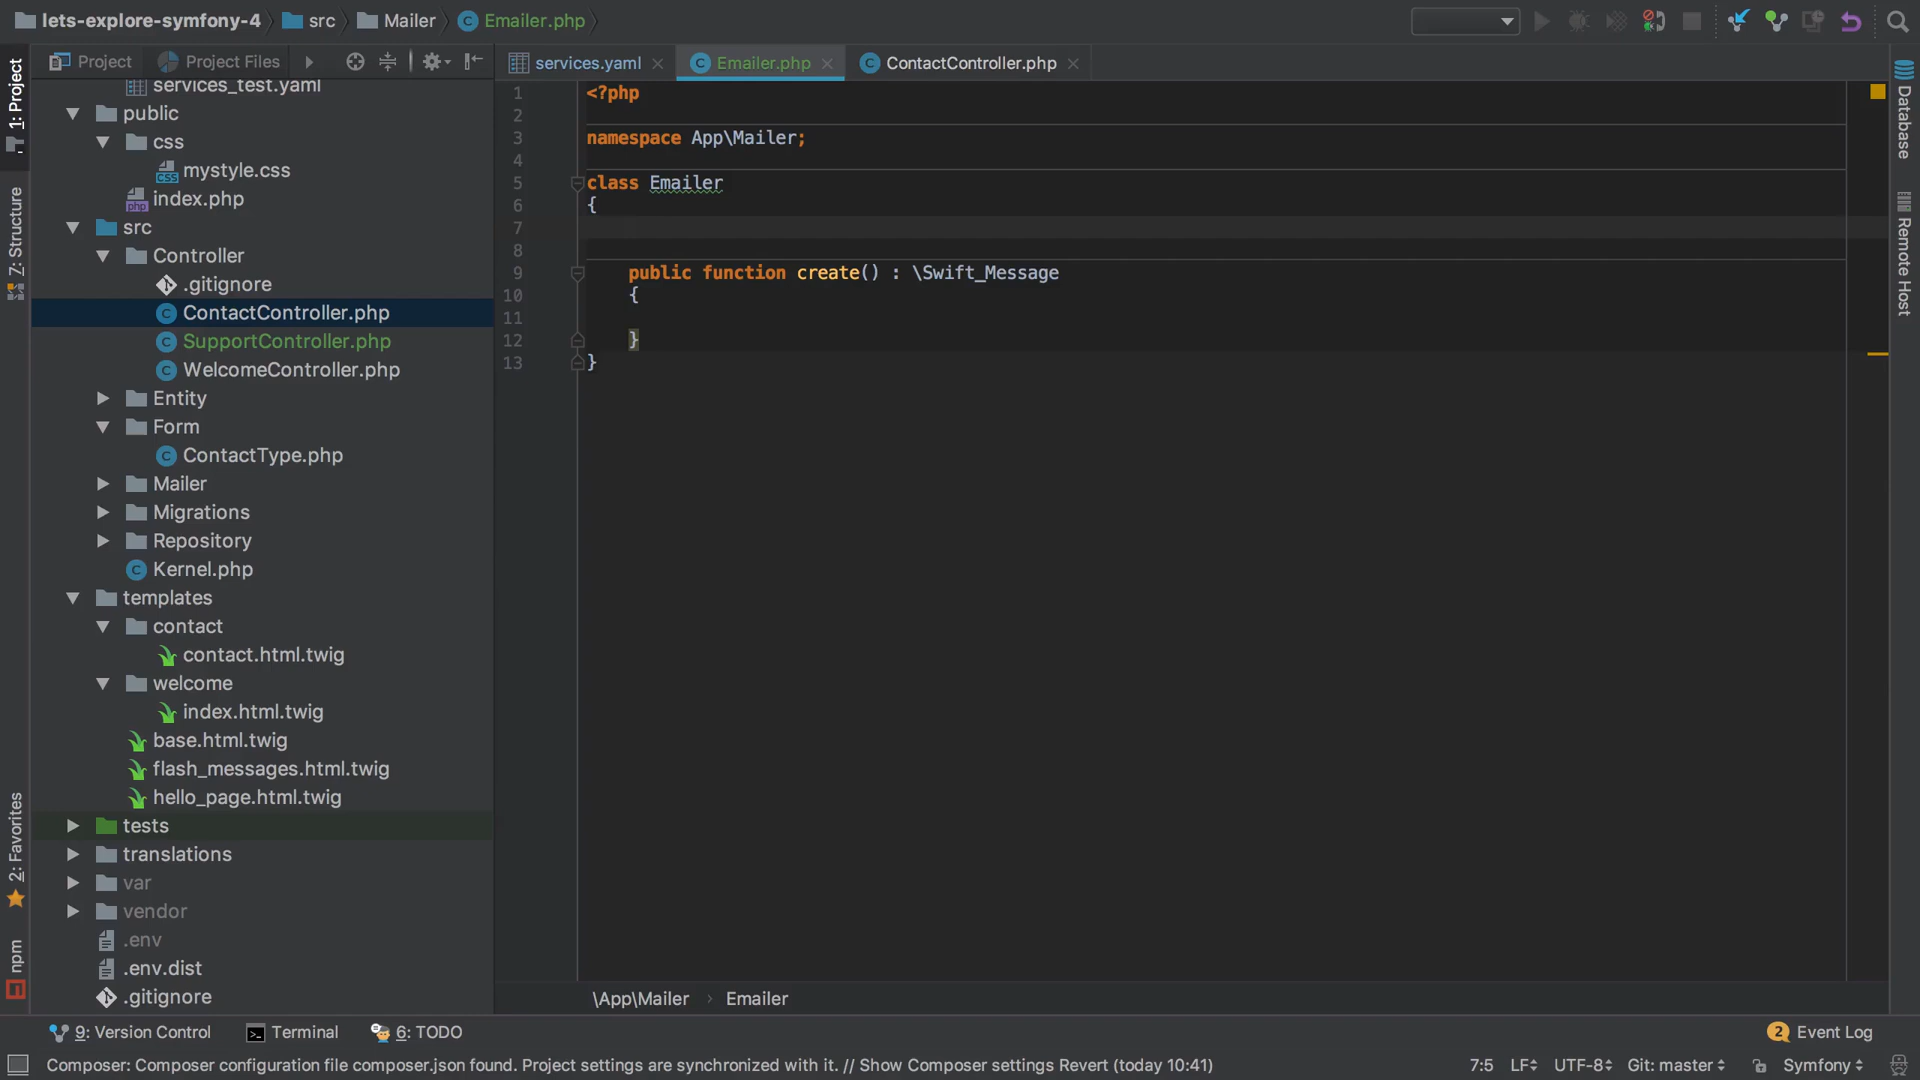 lets-explore-symfony-4 src Mailer Emailer.php
1: Project
7: Structure
2: Favorites
npm
Project Project Files
services_test.yaml
public
css
mystyle.css
index.php
src
Controller
.gitignore
ContactController.php
SupportController.php
WelcomeController.php
Entity
Form
ContactType.php
Mailer
Migrations
Repository
Kernel.php
templates
contact
contact.html.twig
welcome
index.html.twig
base.html.twig
flash_messages.html.twig
hello_page.html.twig
tests
translations
var
vendor
.env
.env.dist
.gitignore
services.yaml Emailer.php ContactController.php
1 <?php
2
3 namespace App\Mailer;
4
5 class Emailer
6 {
7
8
9 public function create() : \Swift_Message
10 {
11
12 }
13 }
\App\Mailer › Emailer
Database
Remote Host
9: Version Control Terminal 6: TODO 2 Event Log
Composer: Composer configuration file composer.json found. Project settings are synchronized with it. // Show Composer settings Revert (today 10:41) 7:5 LF UTF-8 Git: master Symfony